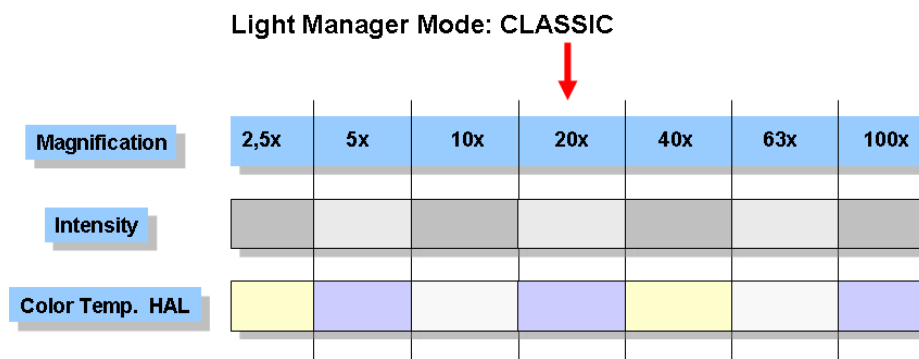 Light Manager Mode: CLASSIC
Magnification 2,5x 5x 10x 20x 40x 63x 100x
Intensity
Color Temp. HAL